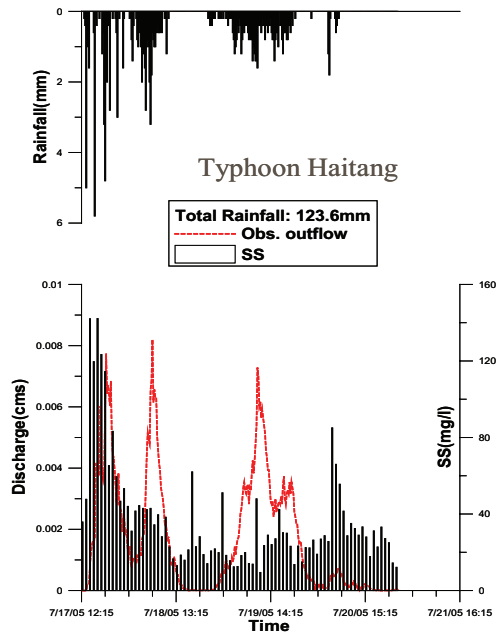 0
2
4
6
Rainfall(mm)
Typhoon Haitang
Total Rainfall: 123.6mm
Obs. outflow
SS
0.01
0.008
0.006
0.004
0.002
0
Discharge(cms)
160
120
80
40
0
SS(mg/l)
7/17/05 12:15 7/18/05 13:15 7/19/05 14:15 7/20/05 15:15 7/21/05 16:15
Time